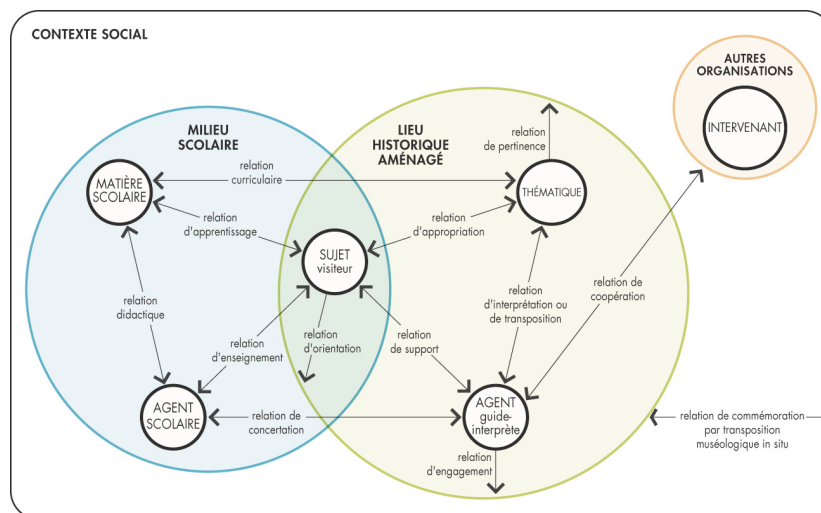 CONTEXTE SOCIAL
AUTRES
ORGANISATIONS
INTERVENANT
MILIEU
SCOLAIRE
LIEU
HISTORIQUE
AMÉNAGÉ
relation
de pertinence
MATIÈRE
SCOLAIRE
relation
curriculaire
THÉMATIQUE
relation
d'apprentissage
relation
d'appropriation
SUJET
visiteur
relation
didactique
relation
d'interprétation ou
de transposition
relation de
coopération
relation
d'enseignement
relation
d'orientation
relation
de support
AGENT
SCOLAIRE
relation de
concertation
AGENT
guide-
interprète
relation de commémoration
par transposition
muséologique in situ
relation
d'engagement